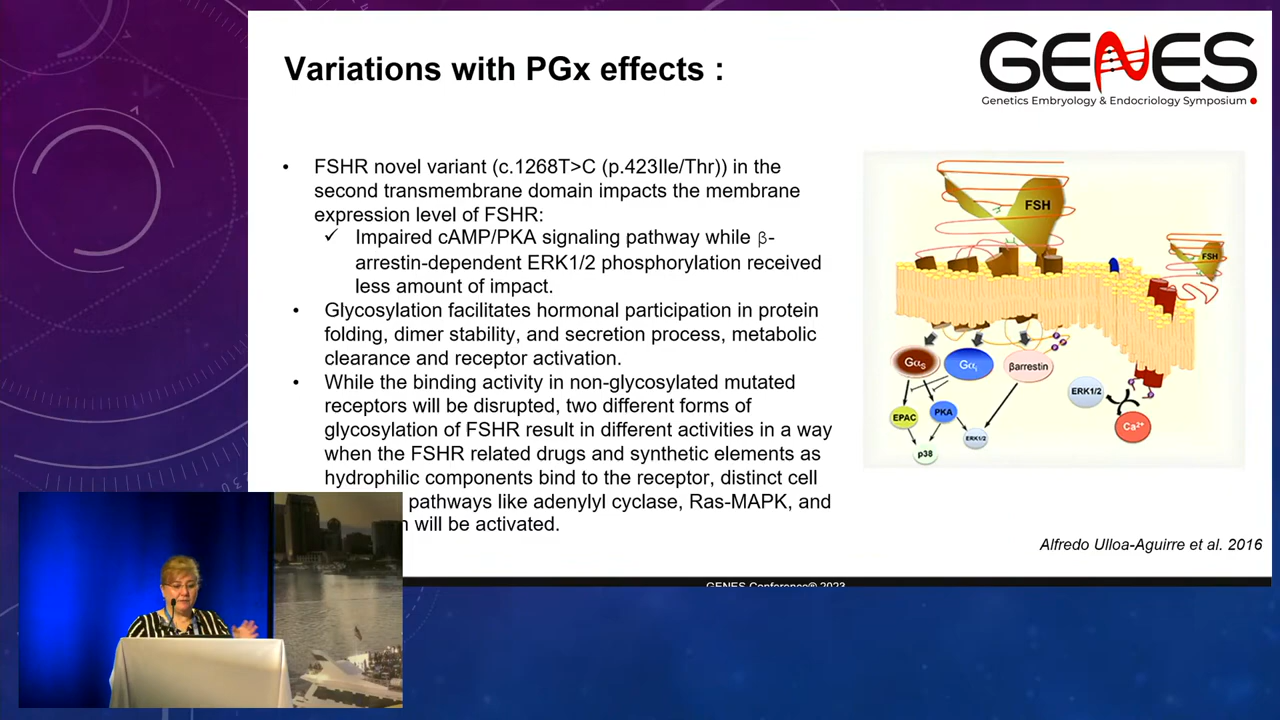 Variations with PGx effects :
GENES
Genetics Embryology & Endocriology Symposium
• FSHR novel variant (c.1268T>C (p.423Ile/Thr)) in the
second transmembrane domain impacts the membrane
expression level of FSHR:
✓ Impaired cAMP/PKA signaling pathway while β-
arrestin-dependent ERK1/2 phosphorylation received
less amount of impact.
• Glycosylation facilitates hormonal participation in protein
folding, dimer stability, and secretion process, metabolic
clearance and receptor activation.
• While the binding activity in non-glycosylated mutated
receptors will be disrupted, two different forms of
glycosylation of FSHR result in different activities in a way
when the FSHR related drugs and synthetic elements as
hydrophilic components bind to the receptor, distinct cell
pathways like adenylyl cyclase, Ras-MAPK, and
will be activated.
FSH
FSH
Gαs
Gαi
βarrestin
ERK1/2
EPAC
PKA
ERK1/2
Ca2+
p38
Alfredo Ulloa-Aguirre et al. 2016
GENES Conference® 2023